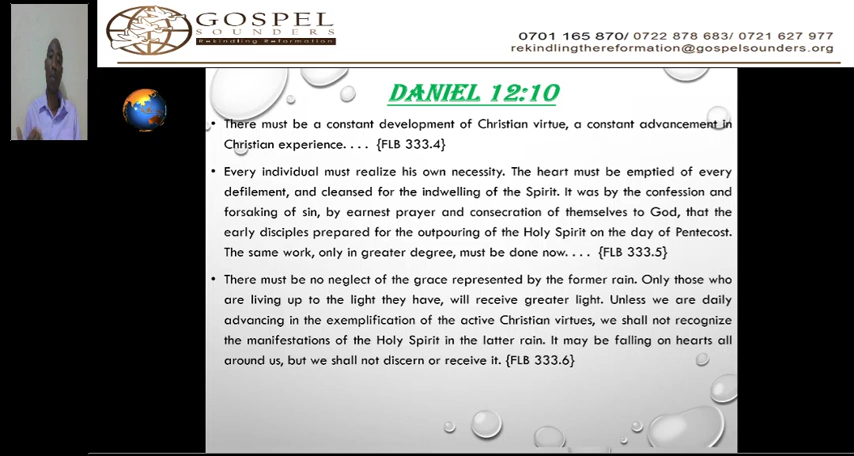 GOSPEL
SOUNDERS
Rekindling Reformation
0701 165 870/ 0722 878 683/ 0721 627 977
rekindlingthereformation@gospelsounders.org
DANIEL 12:10
• There must be a constant development of Christian virtue, a constant advancement in
Christian experience. . . . {FLB 333.4}
• Every individual must realize his own necessity. The heart must be emptied of every
defilement, and cleansed for the indwelling of the Spirit. It was by the confession and
forsaking of sin, by earnest prayer and consecration of themselves to God, that the
early disciples prepared for the outpouring of the Holy Spirit on the day of Pentecost.
The same work, only in greater degree, must be done now. . . . {FLB 333.5}
• There must be no neglect of the grace represented by the former rain. Only those who
are living up to the light they have, will receive greater light. Unless we are daily
advancing in the exemplification of the active Christian virtues, we shall not recognize
the manifestations of the Holy Spirit in the latter rain. It may be falling on hearts all
around us, but we shall not discern or receive it. {FLB 333.6}